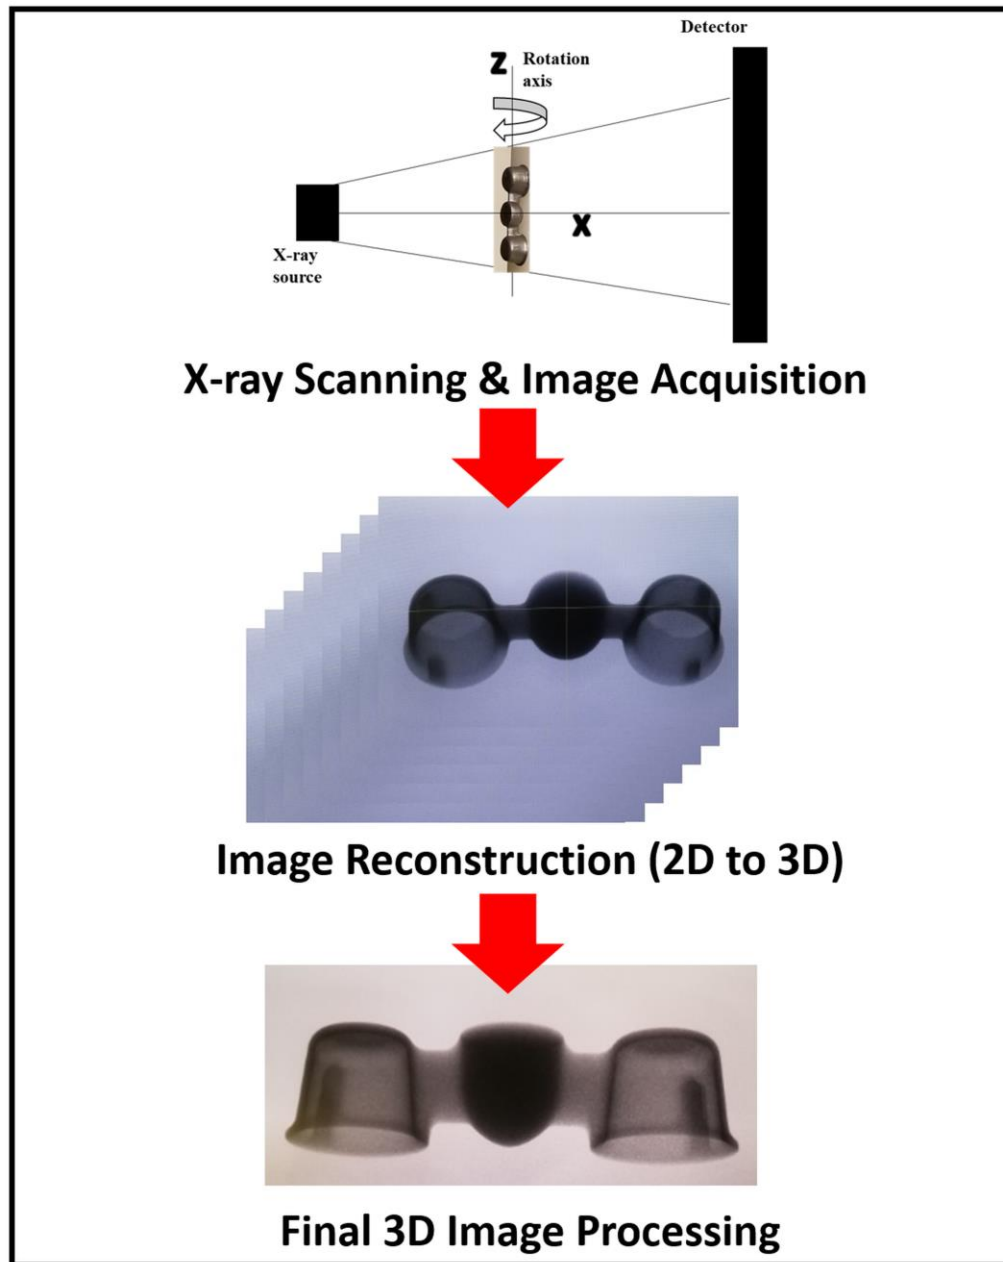 Detector
Z
Rotation
axis
X
X-ray
source
X-ray Scanning & Image Acquisition
Image Reconstruction (2D to 3D)
Final 3D Image Processing